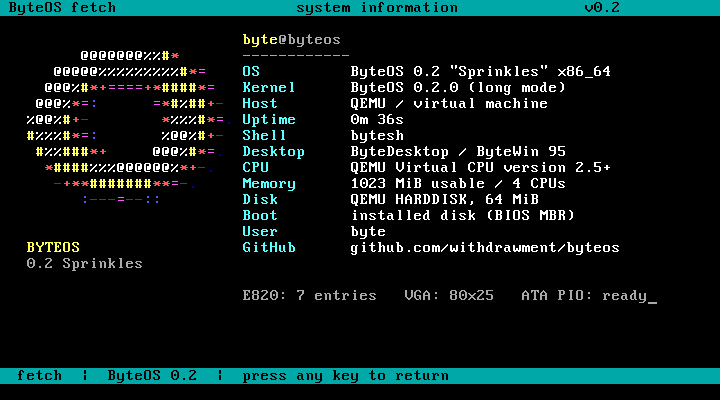 ByteOS fetch system information v0.2
byte@byteos
------------
OS ByteOS 0.2 "Sprinkles" x86_64
Kernel ByteOS 0.2.0 (long mode)
Host QEMU / virtual machine
Uptime 0m 36s
Shell bytesh
Desktop ByteDesktop / ByteWin 95
CPU QEMU Virtual CPU version 2.5+
Memory 1023 MiB usable / 4 CPUs
Disk QEMU HARDDISK, 64 MiB
Boot installed disk (BIOS MBR)
User byte
GitHub github.com/withdrawment/byteos
BYTEOS
0.2 Sprinkles
E820: 7 entries VGA: 80x25 ATA PIO: ready_
fetch | ByteOS 0.2 | press any key to return